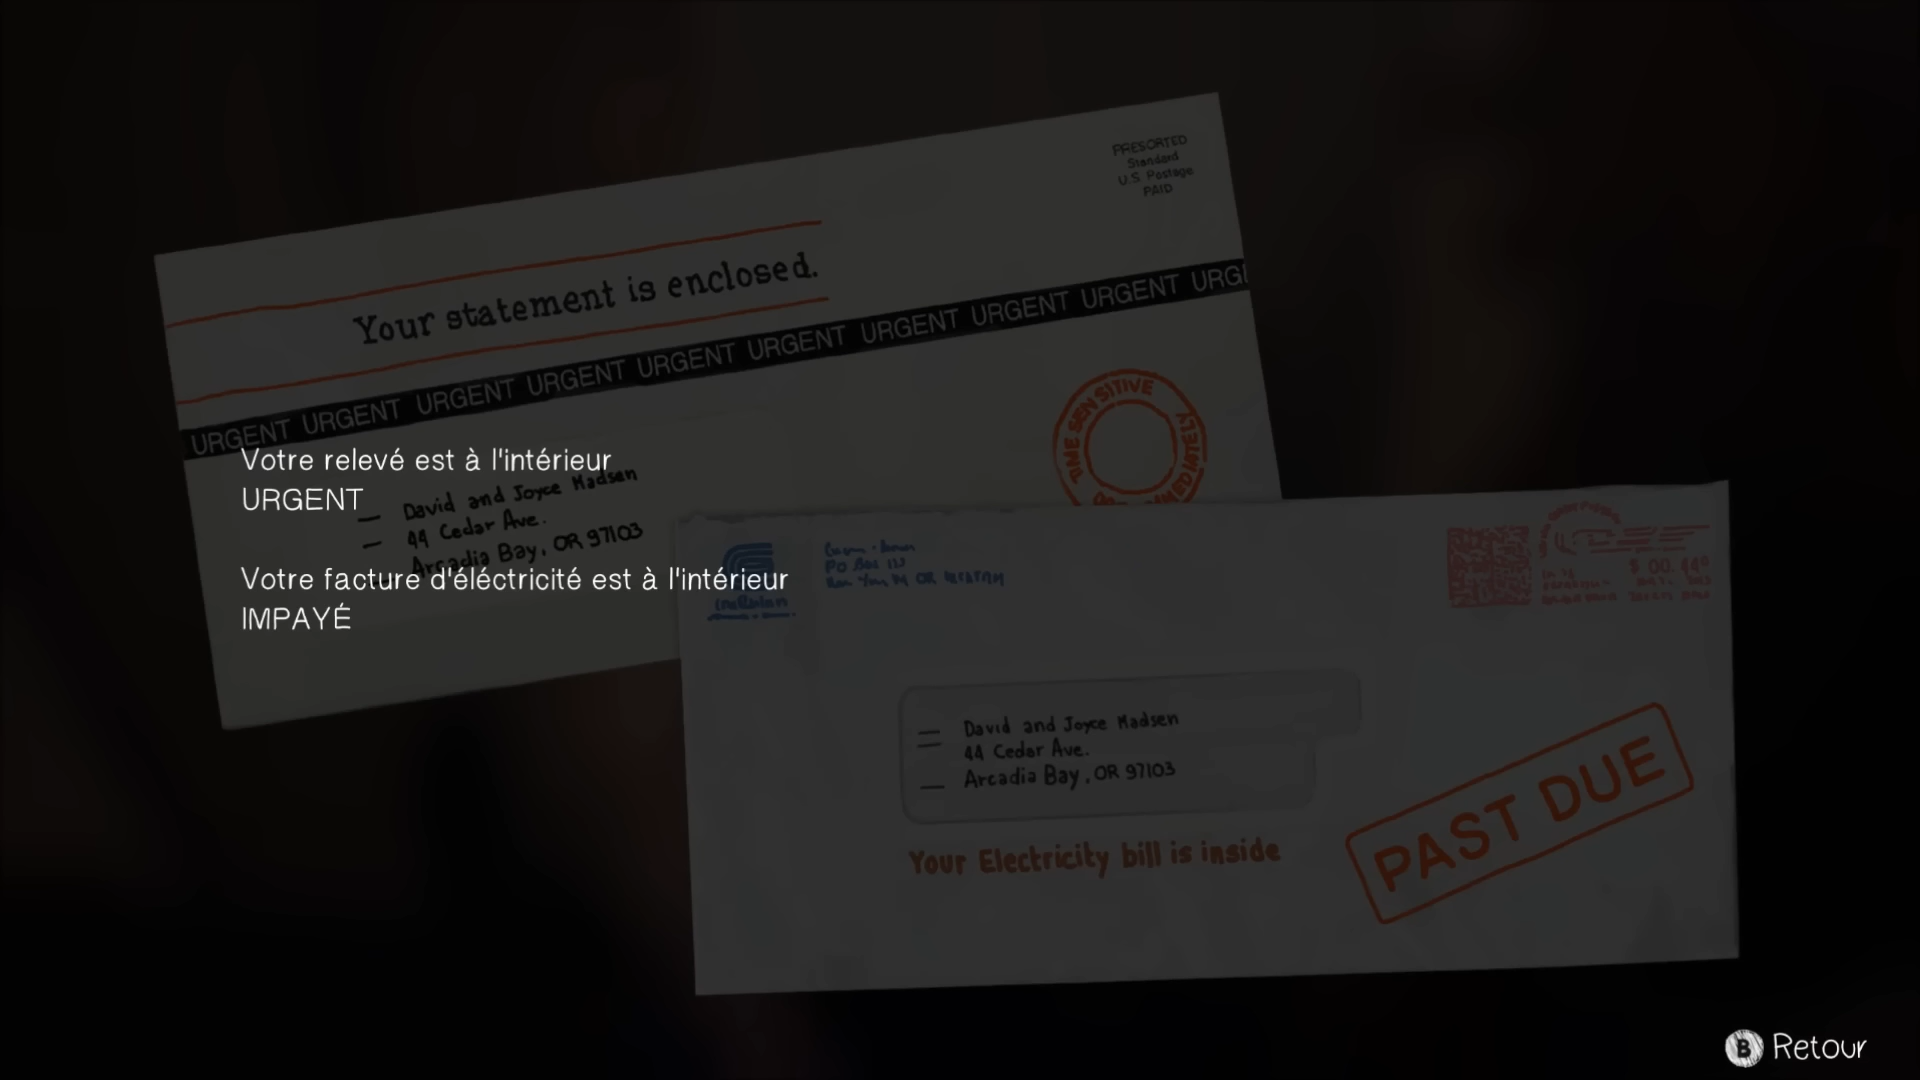 PRESORTED
Standard
U.S. Postage
PAID
Your statement is enclosed.
URGENT URGENT URGENT URGENT URGENT URGENT URGENT URGENT URGENT URG
TIME SENSITIVE
Votre relevé est à l'intérieur
URGENT
David and Joyce Madsen
44 Cedar Ave.
Arcadia Bay, OR 97103
Votre facture d'éléctricité est à l'intérieur
IMPAYÉ
PO Box
$ 00.44
David and Joyce Madsen
44 Cedar Ave.
Arcadia Bay, OR 97103
Your Electricity bill is inside
PAST DUE
B Retour